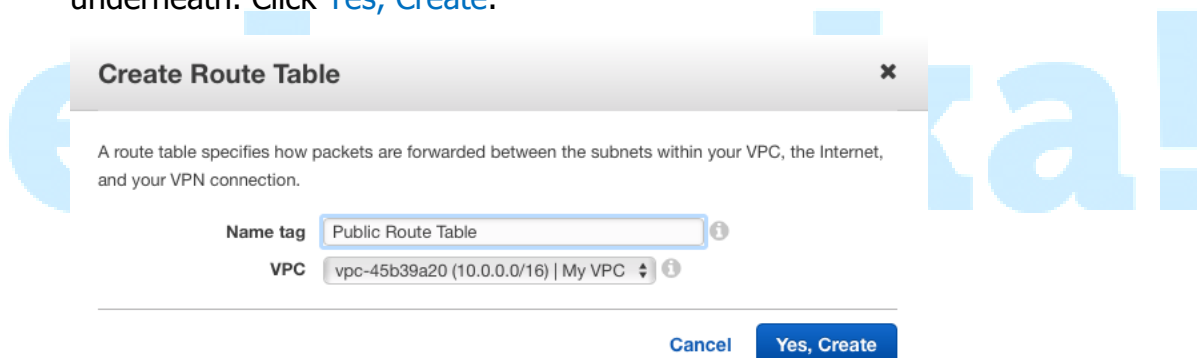 underneath. Click Yes, Create.
Create Route Table ×
A route table specifies how packets are forwarded between the subnets within your VPC, the Internet,
and your VPN connection.
Name tag Public Route Table
VPC vpc-45b39a20 (10.0.0.0/16) | My VPC
Cancel Yes, Create